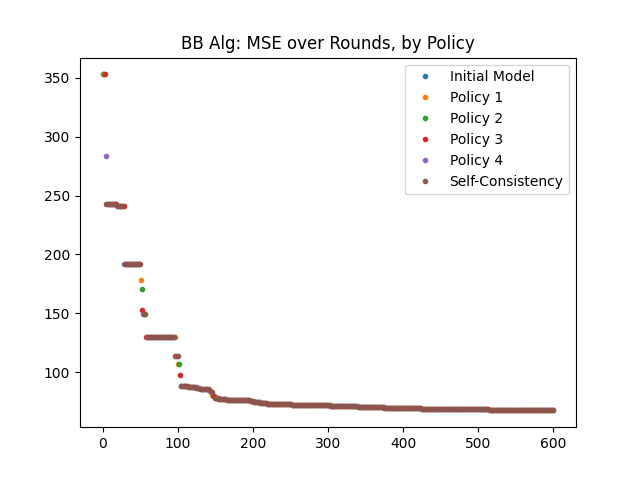 BB Alg: MSE over Rounds, by Policy
350
300
250
200
150
100
0
100
200
300
400
500
600
Initial Model
Policy 1
Policy 2
Policy 3
Policy 4
Self-Consistency